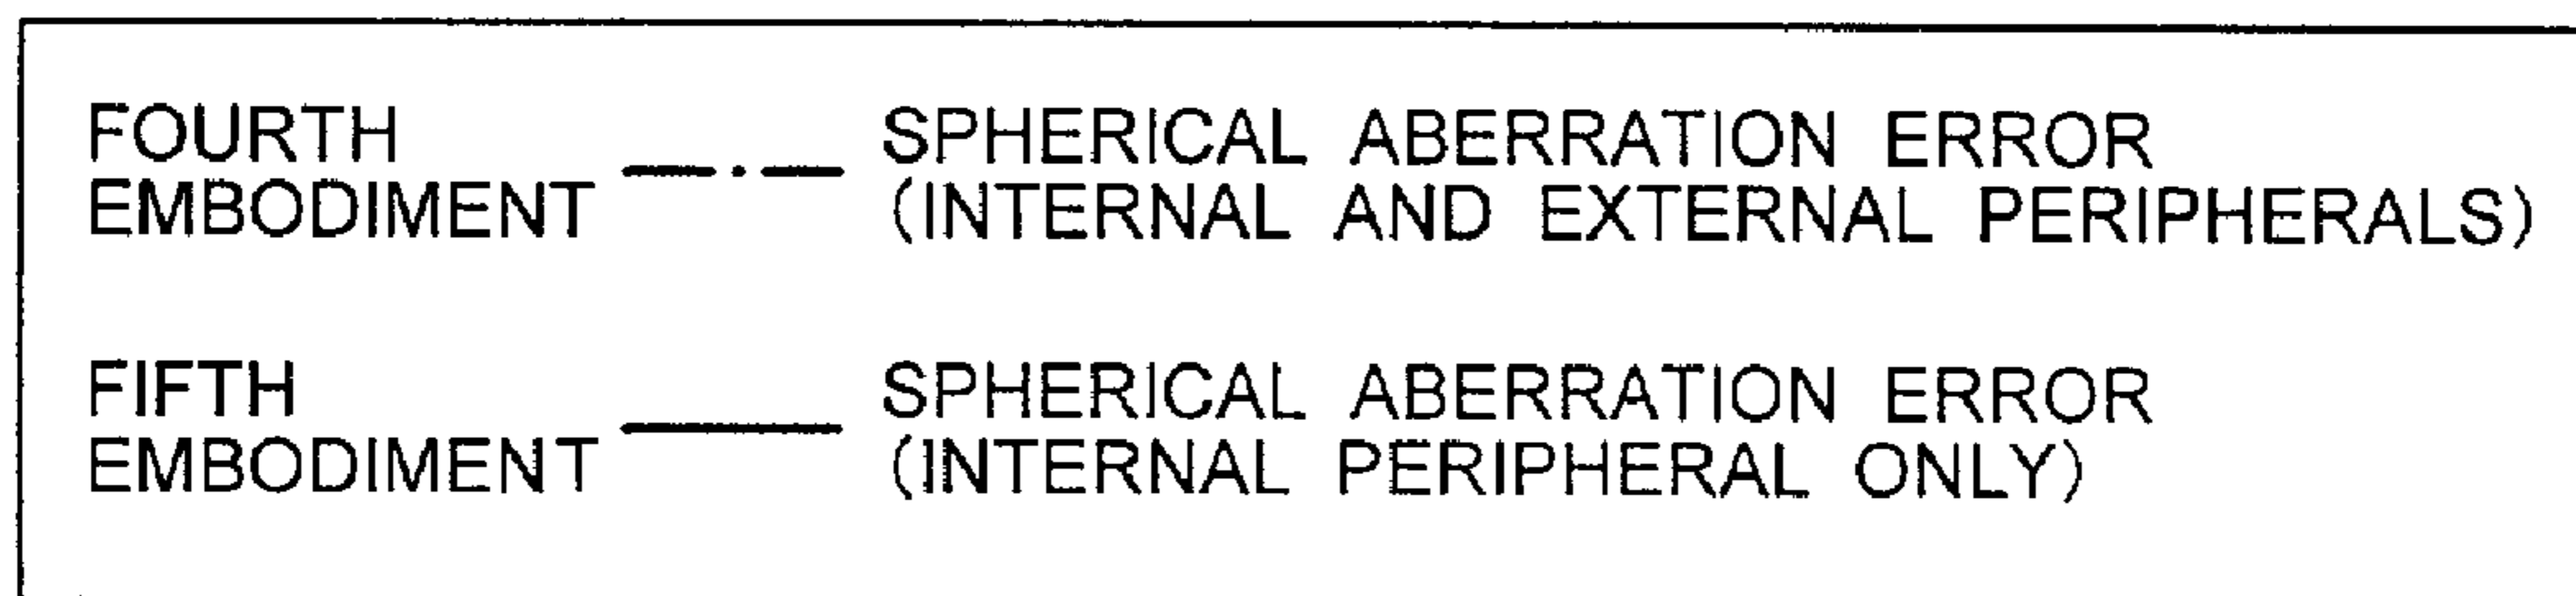 FOURTH
EMBODIMENT
SPHERICAL ABERRATION ERROR
(INTERNAL AND EXTERNAL PERIPHERALS)
FIFTH
EMBODIMENT
SPHERICAL ABERRATION ERROR
(INTERNAL PERIPHERAL ONLY)